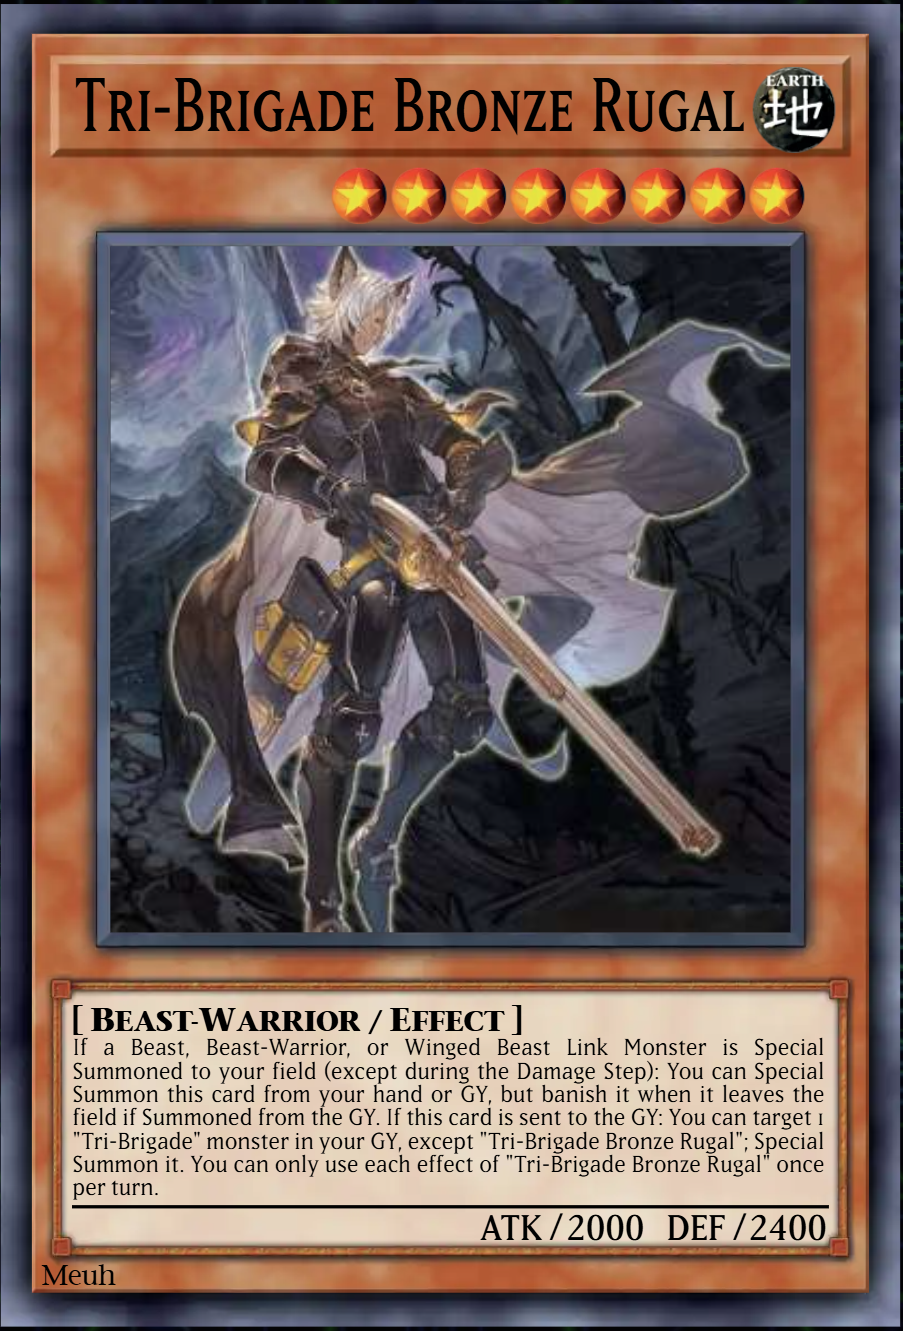 Tri-Brigade Bronze Rugal
EARTH
地
[ Beast-Warrior / Effect ]
If a Beast, Beast-Warrior, or Winged Beast Link Monster is Special
Summoned to your field (except during the Damage Step): You can Special
Summon this card from your hand or GY, but banish it when it leaves the
field if Summoned from the GY. If this card is sent to the GY: You can target 1
"Tri-Brigade" monster in your GY, except "Tri-Brigade Bronze Rugal"; Special
Summon it. You can only use each effect of "Tri-Brigade Bronze Rugal" once
per turn.
ATK / 2000 DEF / 2400
Meuh